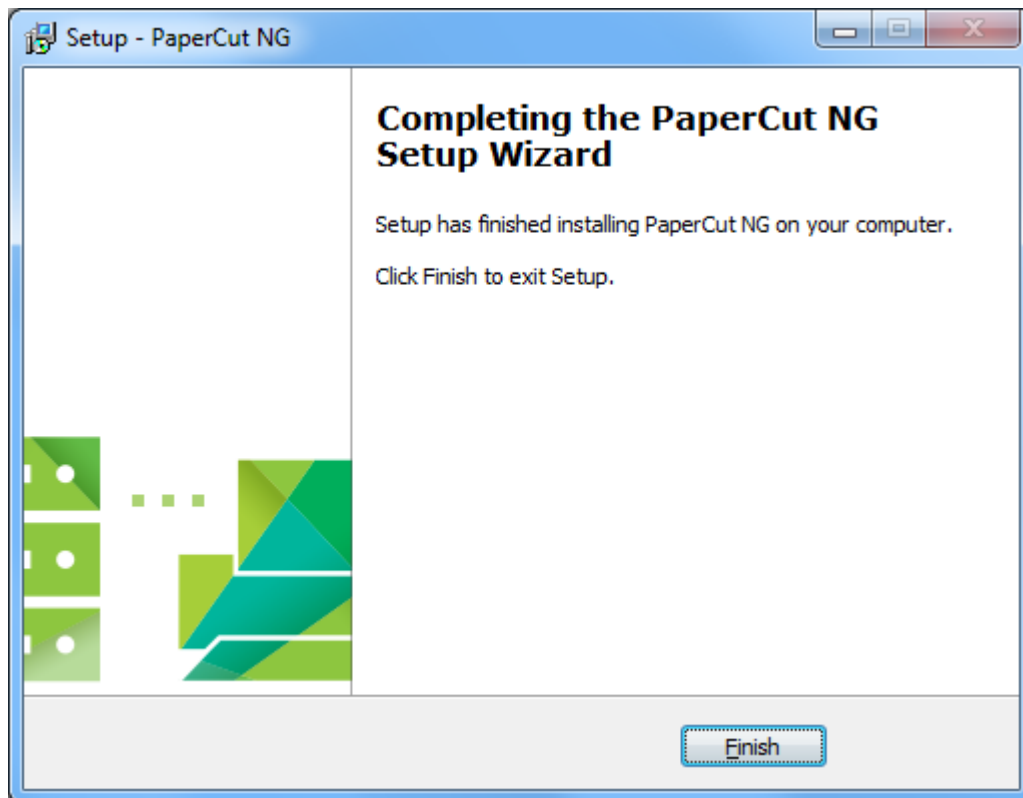 Setup - PaperCut NG
Completing the PaperCut NG
Setup Wizard
Setup has finished installing PaperCut NG on your computer.
Click Finish to exit Setup.
Finish